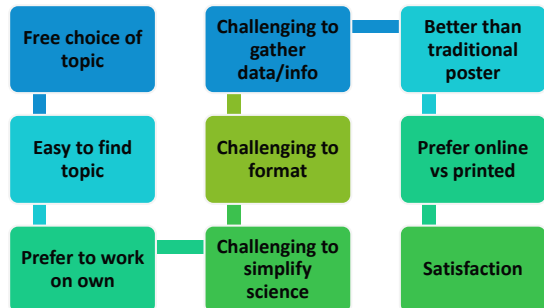 Free choice of
topic
Easy to find
topic
Prefer to work
on own
Challenging to
simplify
science
Challenging to
format
Challenging to
gather
data/info
Better than
traditional
poster
Prefer online
vs printed
Satisfaction